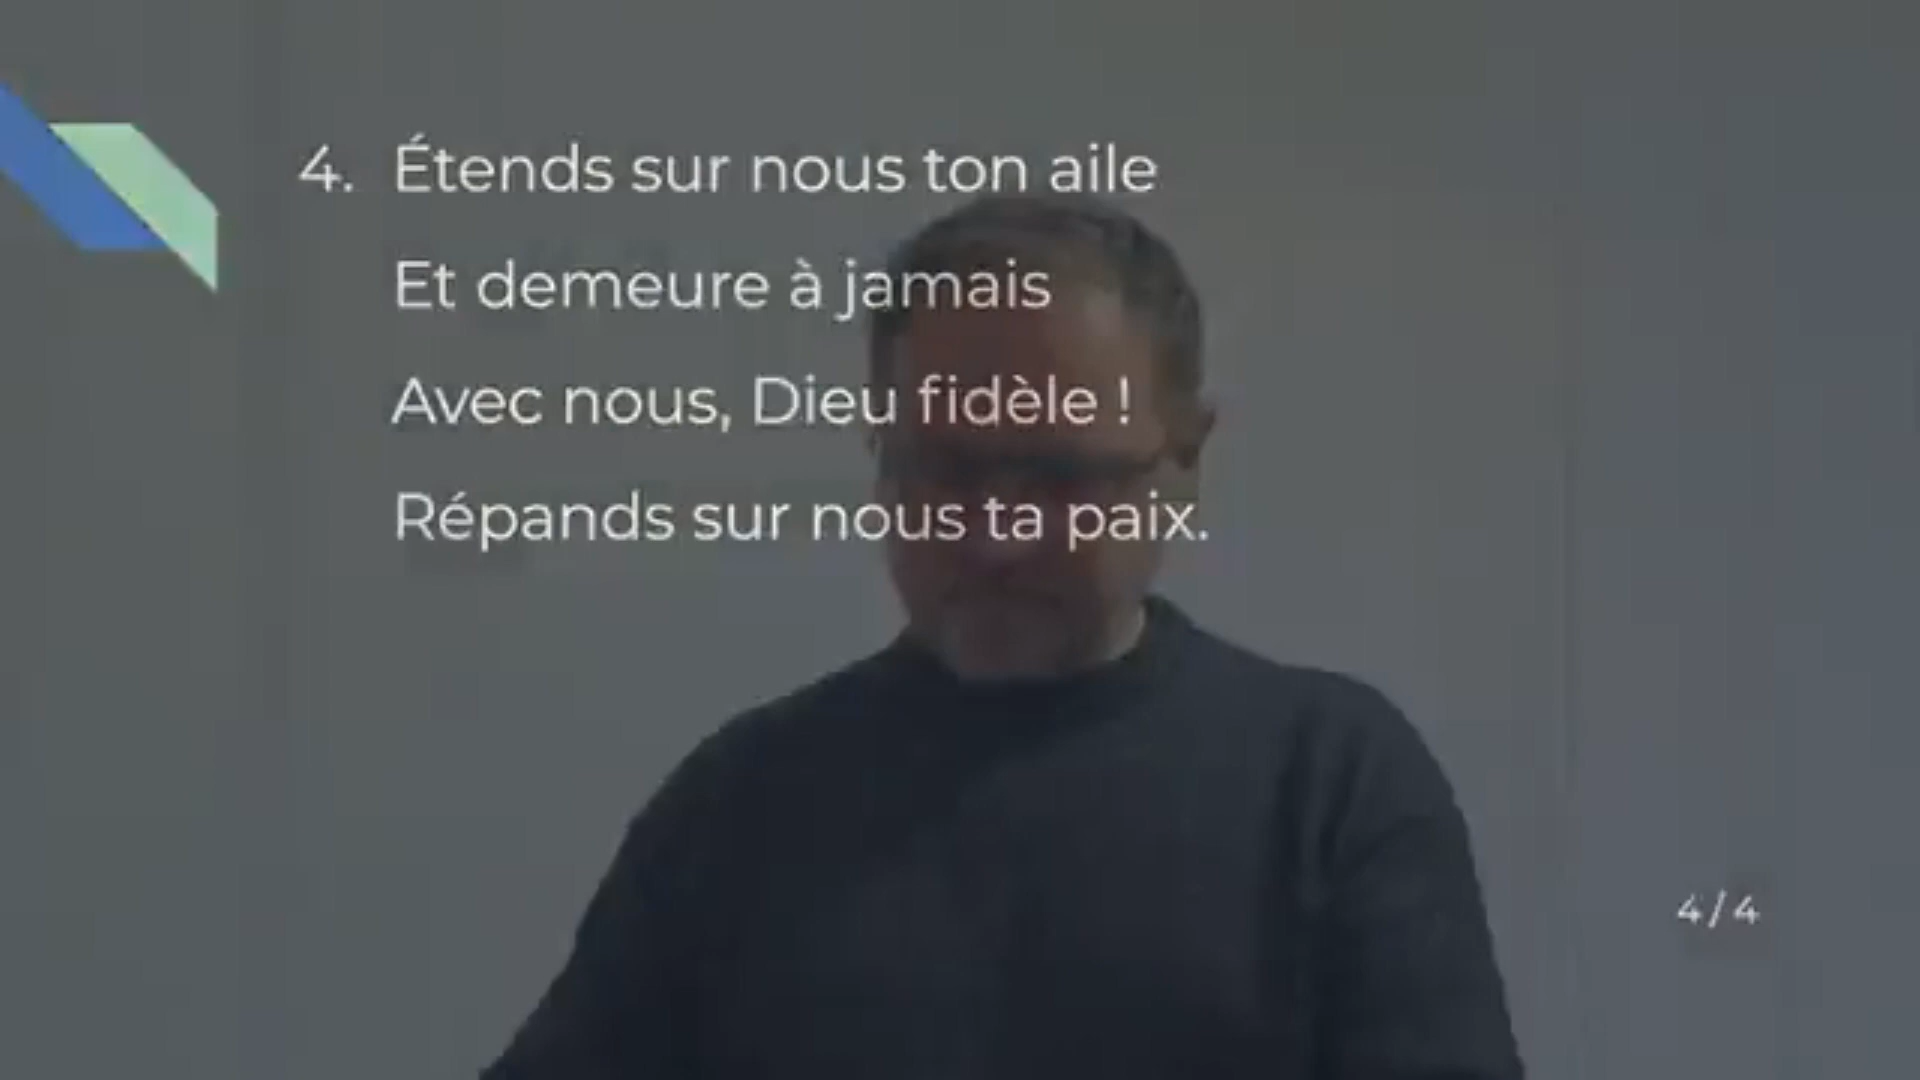 4. Étends sur nous ton aile
Et demeure à jamais
Avec nous, Dieu fidèle !
Répands sur nous ta paix.
4/4